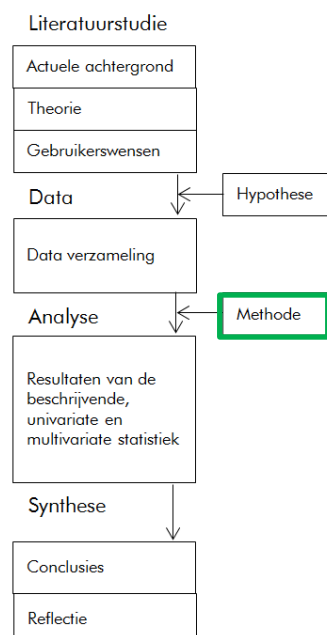 Literatuurstudie
Actuele achtergrond
Theorie
Gebruikerswensen
Data
Hypothese
Data verzameling
Analyse
Methode
Resultaten van de
beschrijvende,
univariate en
multivariate statistiek
Synthese
Conclusies
Reflectie